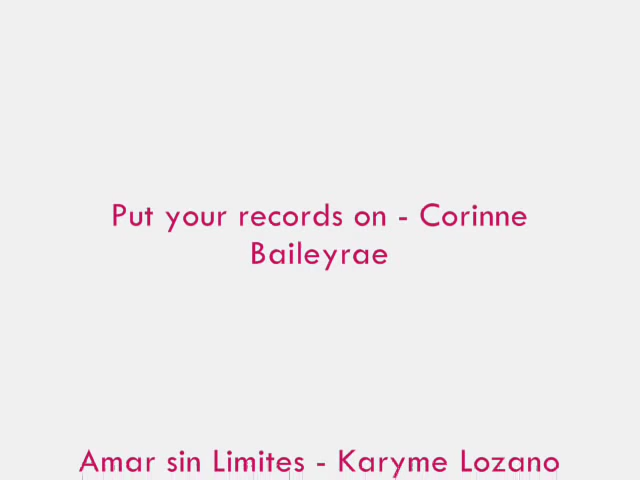 Put your records on - Corinne
Baileyrae
Amar sin Limites - Karyme Lozano